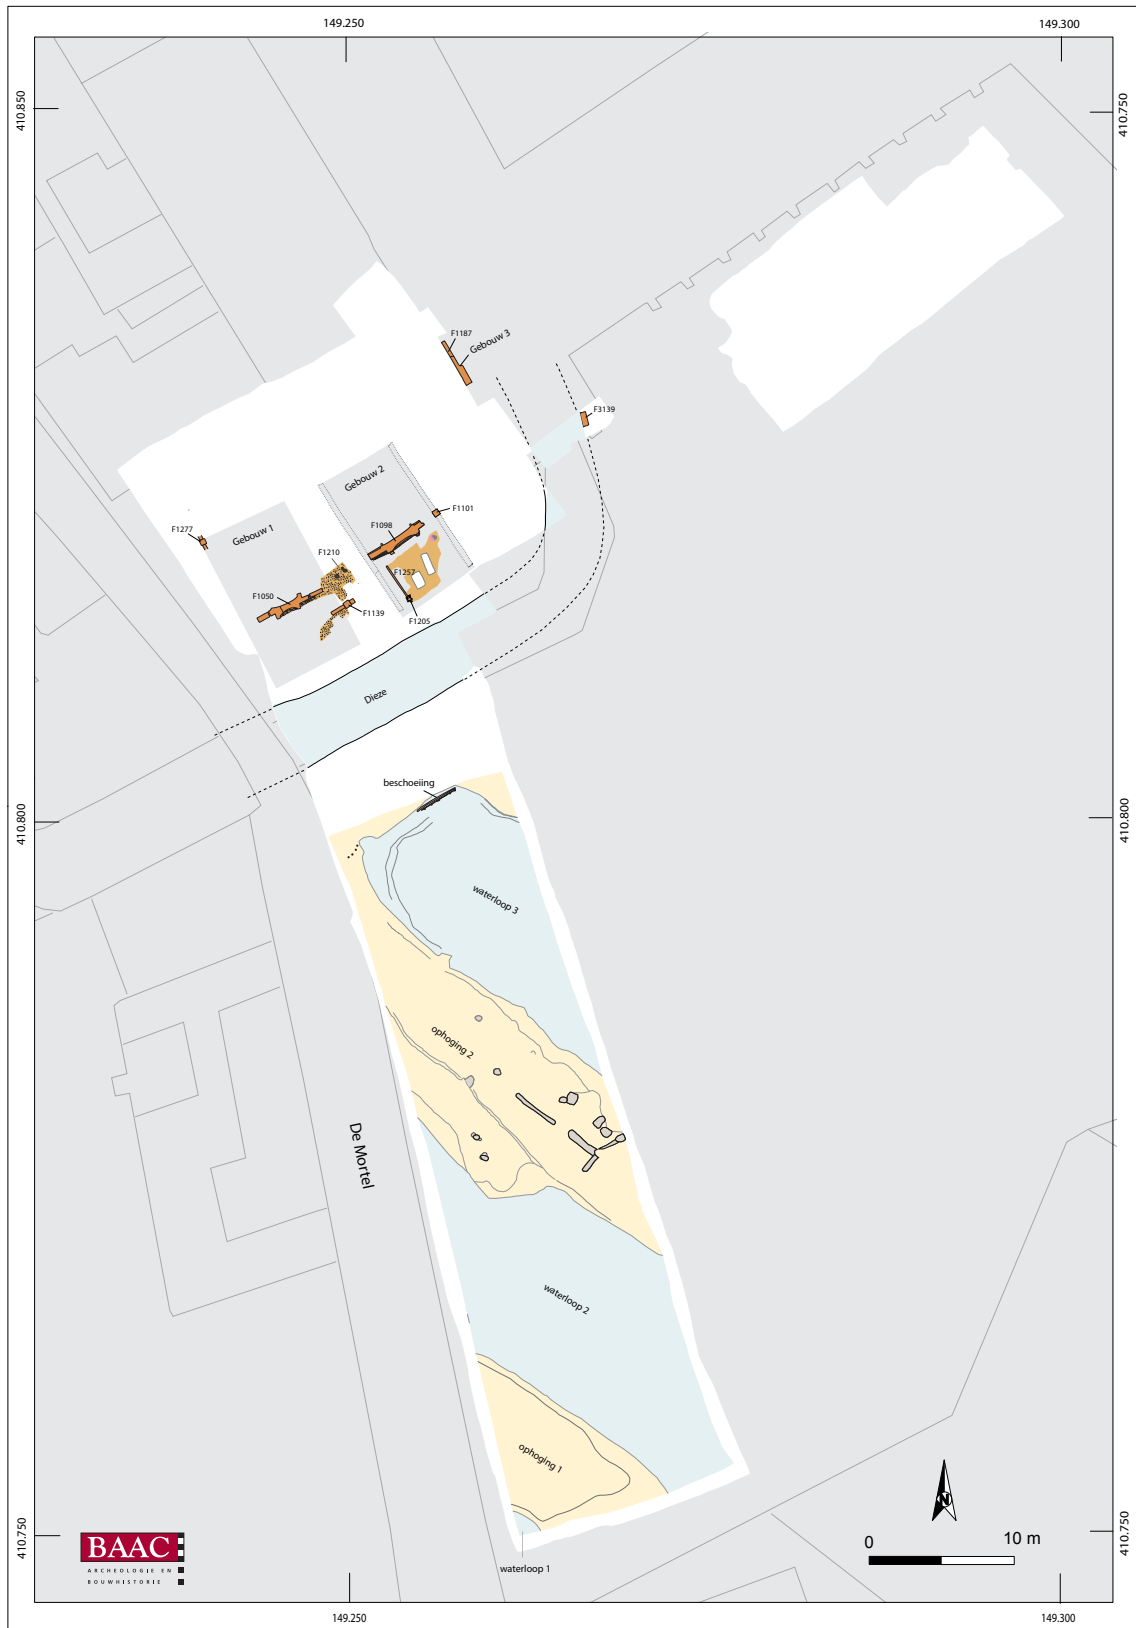 149.250
149.300
410.850
410.750
F1187
Gebouw 3
F3139
Gebouw 2
F1101
F1277
Gebouw 1
F1098
F1210
F1257
F1050
F1139
F1205
Dieze
beschoeiing
410.800
410.800
waterloop 3
ophoging 2
De Mortel
waterloop 2
ophoging 1
N
0 10 m
410.750
410.750
BAAC
ARCHEOLOGIE EN
BOUWHISTORIE
waterloop 1
149.250
149.300